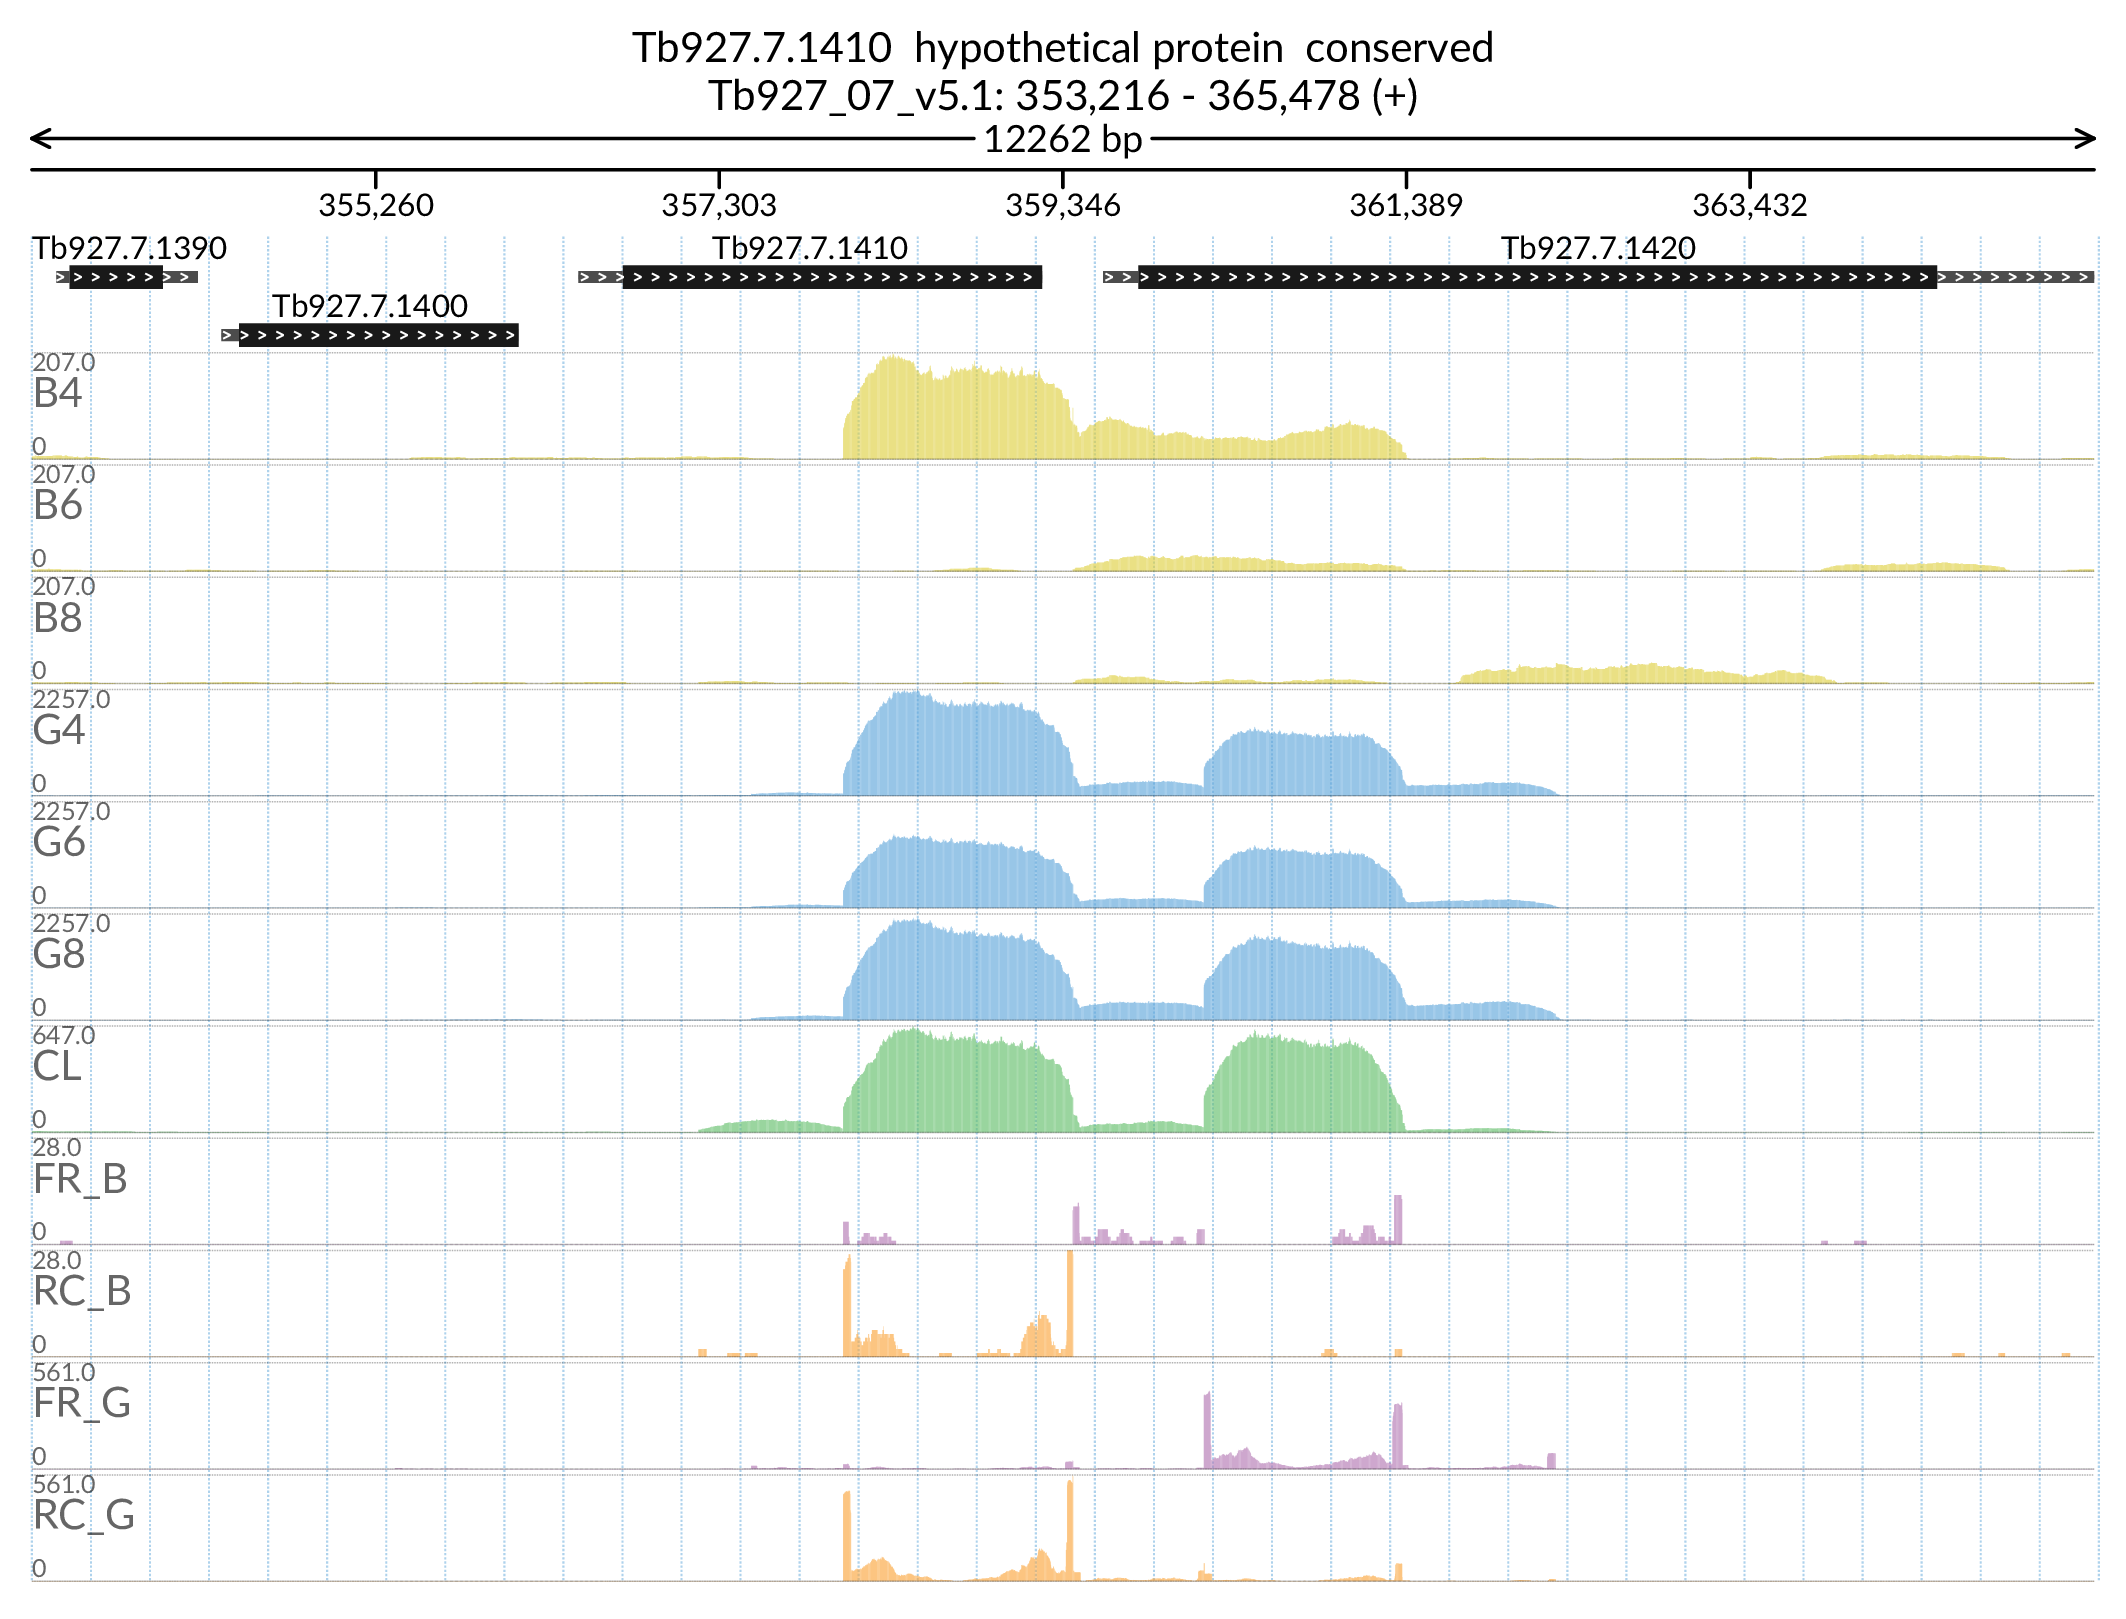 Tb927.7.1410  hypothetical protein  conserved
Tb927_07_v5.1: 353,216 - 365,478 (+)
12262 bp
355,260 357,303 359,346 361,389 363,432
Tb927.7.1390 Tb927.7.1410 Tb927.7.1420
Tb927.7.1400
207.0
B4
0
207.0
B6
0
207.0
B8
0
2257.0
G4
0
2257.0
G6
0
2257.0
G8
0
647.0
CL
0
28.0
FR_B
0
28.0
RC_B
0
561.0
FR_G
0
561.0
RC_G
0